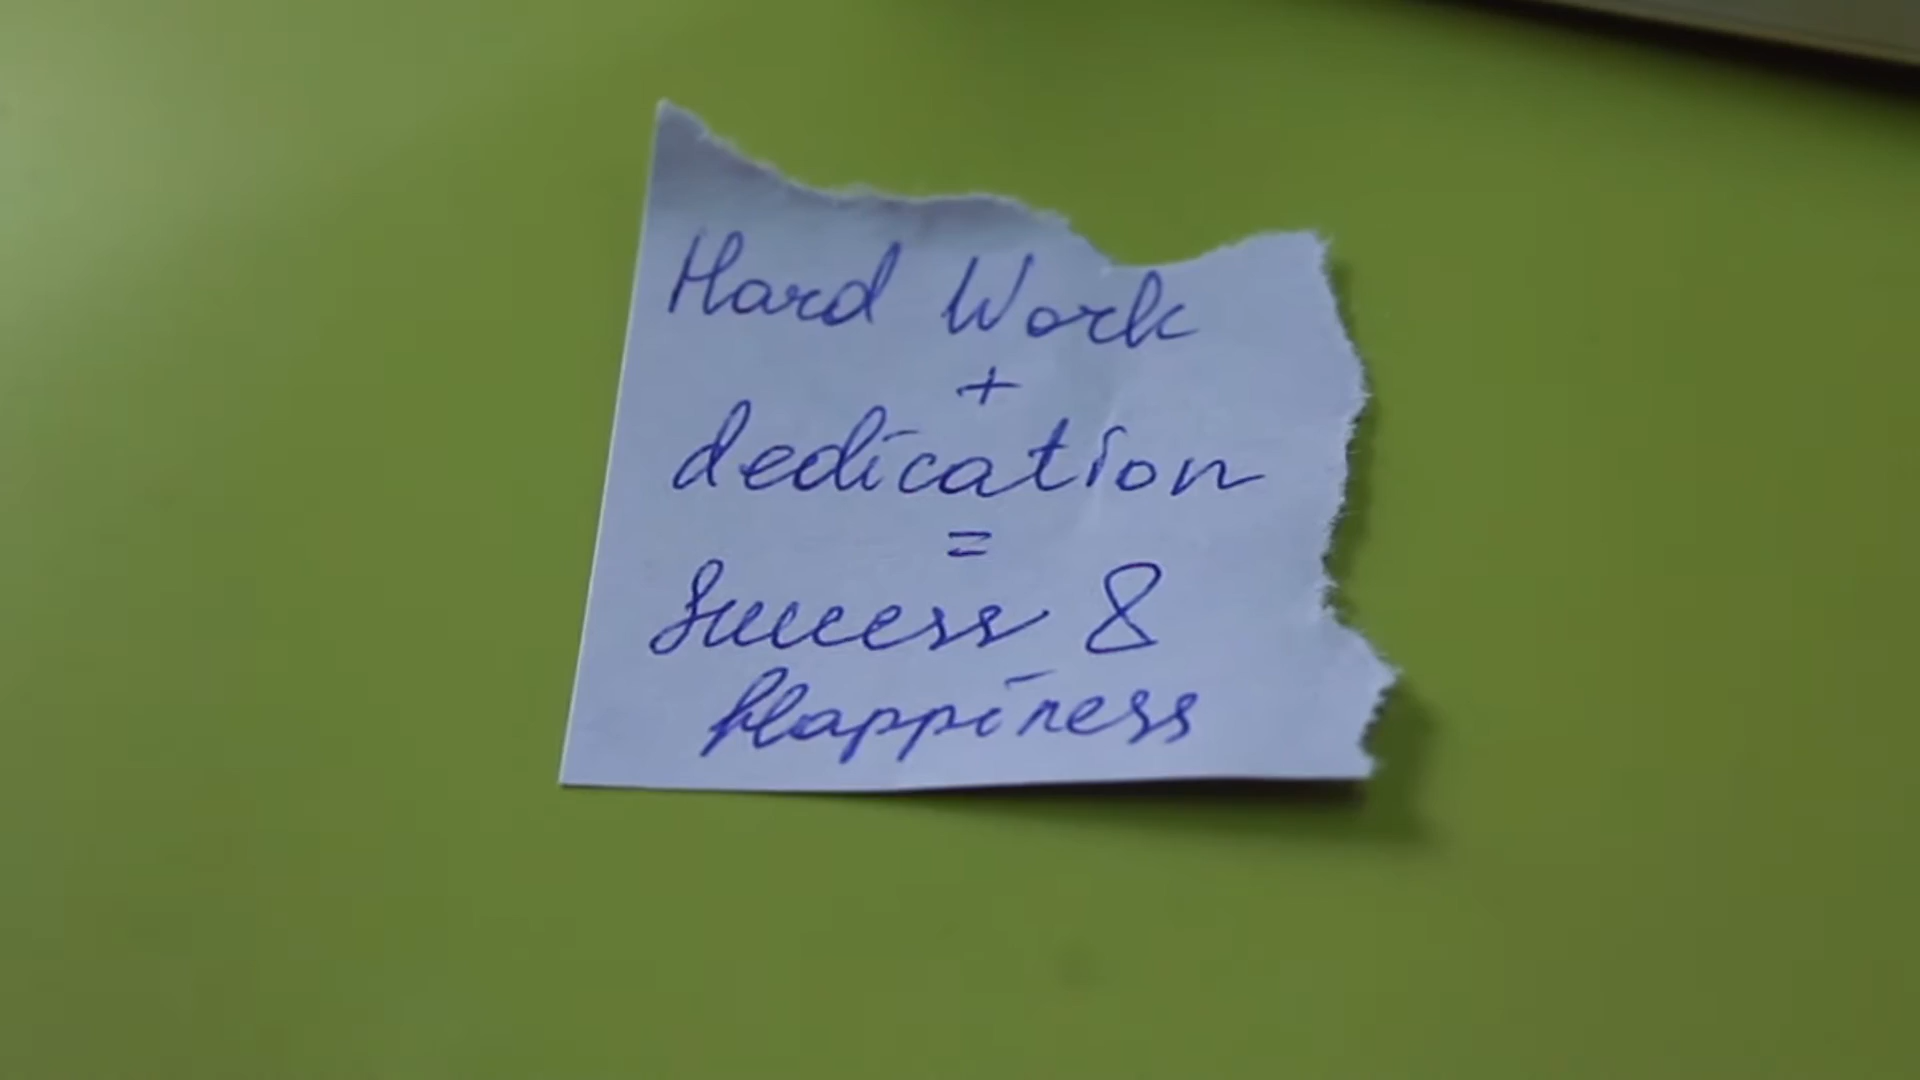 Hard Work
+
dedication
=
Success &
Happiness